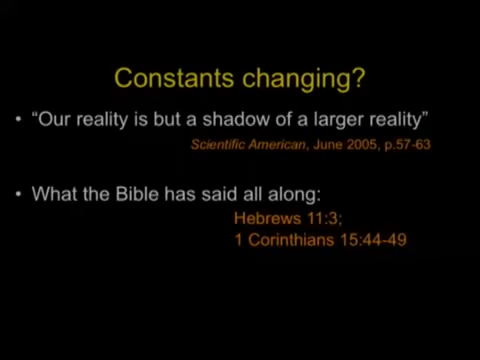 Constants changing?
• “Our reality is but a shadow of a larger reality”
Scientific American, June 2005, p.57-63
• What the Bible has said all along:
Hebrews 11:3;
1 Corinthians 15:44-49